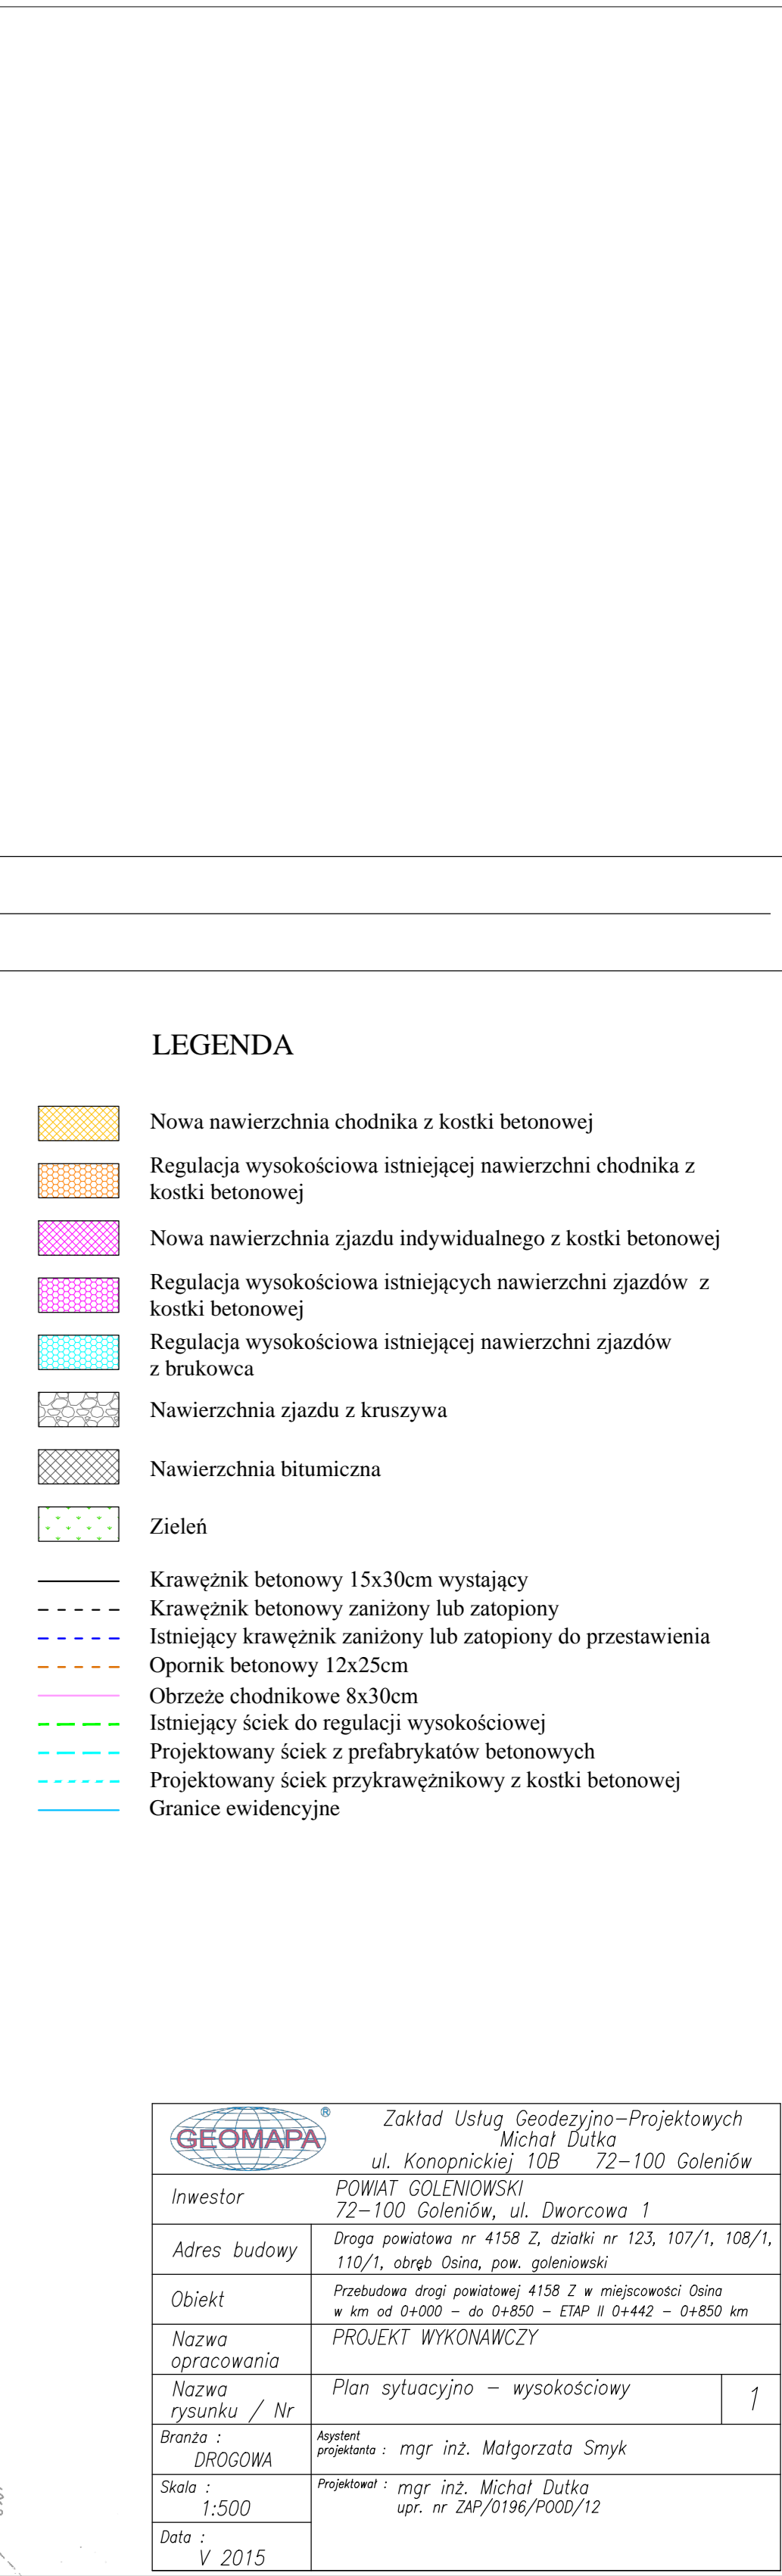 LEGENDA
Nowa nawierzchnia chodnika z kostki betonowej
Regulacja wysokościowa istniejącej nawierzchni chodnika z
kostki betonowej
Nowa nawierzchnia zjazdu indywidualnego z kostki betonowej
Regulacja wysokościowa istniejących nawierzchni zjazdów z
kostki betonowej
Regulacja wysokościowa istniejącej nawierzchni zjazdów
z brukowca
Nawierzchnia zjazdu z kruszywa
Nawierzchnia bitumiczna
Zieleń
Krawężnik betonowy 15x30cm wystający
Krawężnik betonowy zaniżony lub zatopiony
Istniejący krawężnik zaniżony lub zatopiony do przestawienia
Opornik betonowy 12x25cm
Obrzeże chodnikowe 8x30cm
Istniejący ściek do regulacji wysokościowej
Projektowany ściek z prefabrykatów betonowych
Projektowany ściek przykrawężnikowy z kostki betonowej
Granice ewidencyjne
GEOMAPA ®
Zakład Usług Geodezyjno-Projektowych
Michał Dutka
ul. Konopnickiej 10B 72-100 Goleniów
Inwestor
POWIAT GOLENIOWSKI
72-100 Goleniów, ul. Dworcowa 1
Adres budowy
Droga powiatowa nr 4158 Z, działki nr 123, 107/1, 108/1,
110/1, obręb Osina, pow. goleniowski
Obiekt
Przebudowa drogi powiatowej 4158 Z w miejscowości Osina
w km od 0+000 - do 0+850 - ETAP II 0+442 - 0+850 km
Nazwa
opracowania
PROJEKT WYKONAWCZY
Nazwa
rysunku / Nr
Plan sytuacyjno - wysokościowy
1
Branża :
DROGOWA
Asystent
projektanta : mgr inż. Małgorzata Smyk
Skala :
1:500
Projektował : mgr inż. Michał Dutka
upr. nr ZAP/0196/POOD/12
Data :
V 2015